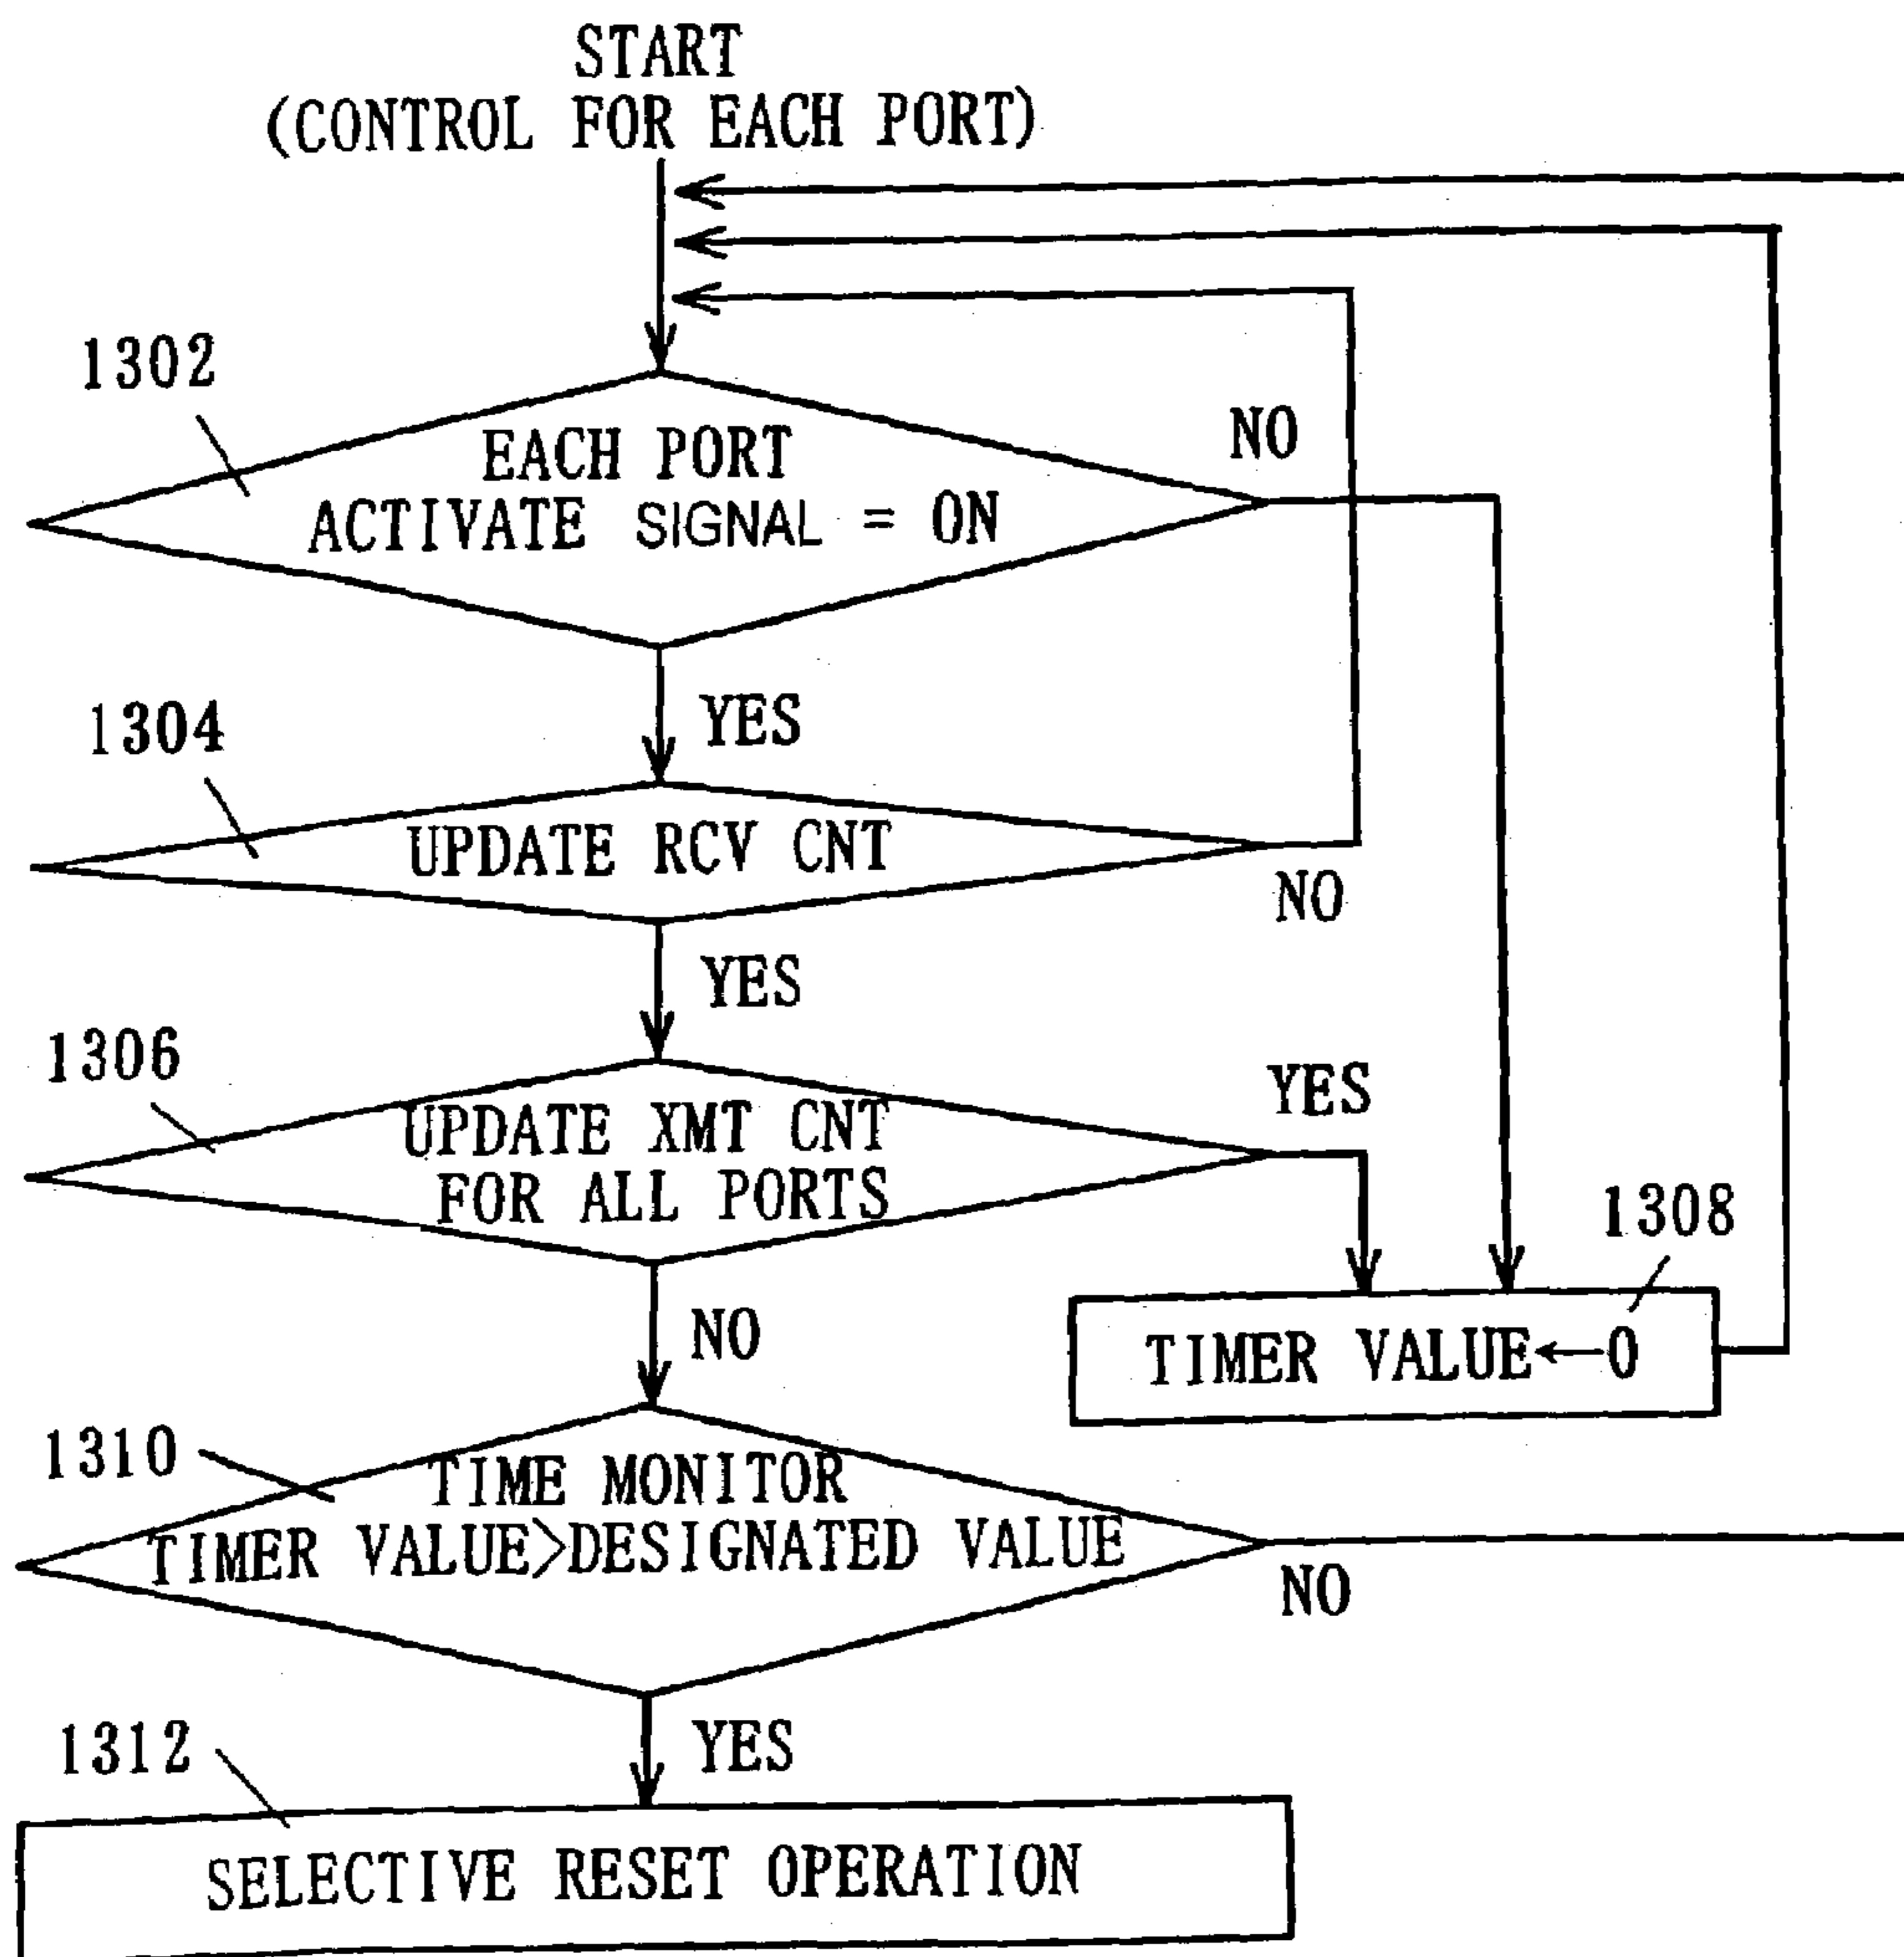 START
(CONTROL FOR EACH PORT)
1302
EACH PORT
ACTIVATE SIGNAL = ON
NO
YES
1304
UPDATE RCV CNT
NO
YES
1306
UPDATE XMT CNT
FOR ALL PORTS
YES
NO
1308
TIMER VALUE←0
1310
TIME MONITOR
TIMER VALUE>DESIGNATED VALUE
NO
YES
1312
SELECTIVE RESET OPERATION